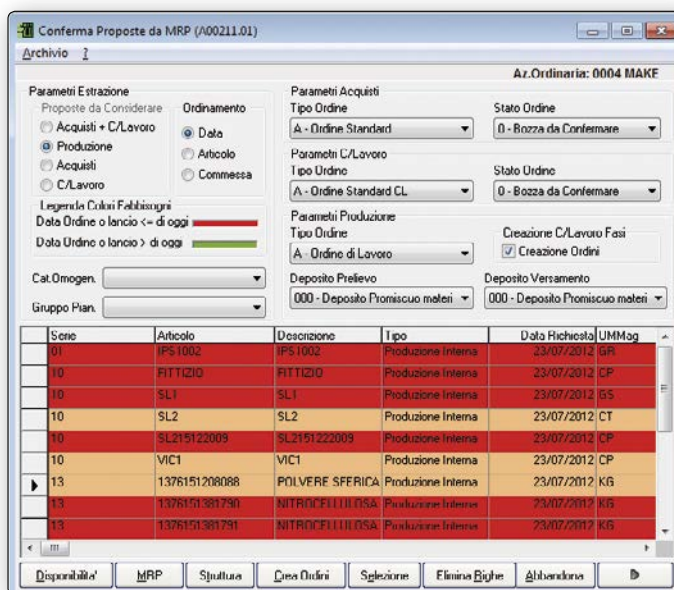 Conferma Proposte da MRP (A00211.01)
Archivio ?
Az.Ordinaria: 0004 MAKE
Parametri Estrazione
Proposte da Considerare
Acquisti + C/Lavoro
Produzione
Acquisti
C/Lavoro
Ordinamento
Data
Articolo
Commessa
Legenda Colori Fabbisogni
Data Ordine o lancio <= di oggi
Data Ordine o lancio > di oggi
Cat.Omogen.
Gruppo Pian.
Parametri Acquisti
Tipo Ordine Stato Ordine
A - Ordine Standard 0 - Bozza da Confermare
Parametri C/Lavoro
Tipo Ordine Stato Ordine
A - Ordine Standard CL 0 - Bozza da Confermare
Parametri Produzione
Tipo Ordine
A - Ordine di Lavoro
Creazione C/Lavoro Fasi
Creazione Ordini
Deposito Prelievo Deposito Versamento
000 - Deposito Promiscuo materi 000 - Deposito Promiscuo materi
Serie Articolo Descrizione Tipo Data Richiesta UMMag
01 IPS1002 IPS1002 Produzione Interna 23/07/2012 GR
10 FITTIZIO FITTIZIO Produzione Interna 23/07/2012 CP
10 SL1 SL1 Produzione Interna 23/07/2012 GS
10 SL2 SL2 Produzione Interna 23/07/2012 CT
10 SL215122009 SL2151222009 Produzione Interna 23/07/2012 CP
10 VIC1 VIC1 Produzione Interna 23/07/2012 CP
13 1376151208088 POLVERE SFERICA Produzione Interna 23/07/2012 KG
13 1376151381790 NITROCELLULOSA Produzione Interna 23/07/2012 KG
13 1376151381791 NITROCELLULOSA Produzione Interna 23/07/2012 KG
Disponibilita' MRP Struttura Crea Ordini Selezione Elimina Righe Abbandona